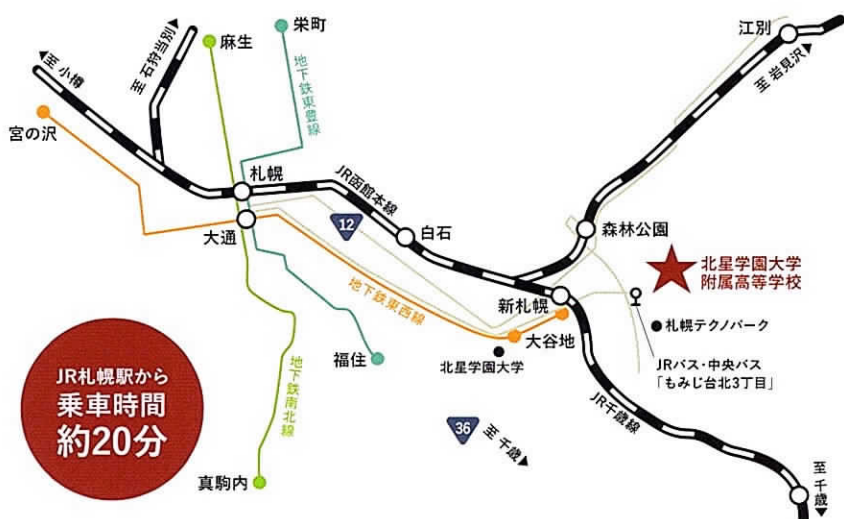 栄町
江別
麻生
至 石狩当別
至 小樽
地下鉄東豊線
至 岩見沢
宮の沢
札幌
JR函館本線
大通
12
白石
森林公園
北星学園大学
附属高等学校
地下鉄東西線
新札幌
大谷地
札幌テクノパーク
北星学園大学
JRバス・中央バス
「もみじ台北3丁目」
福住
地下鉄南北線
JR札幌駅から
乗車時間
約20分
JR千歳線
36
至 千歳
真駒内
至 千歳